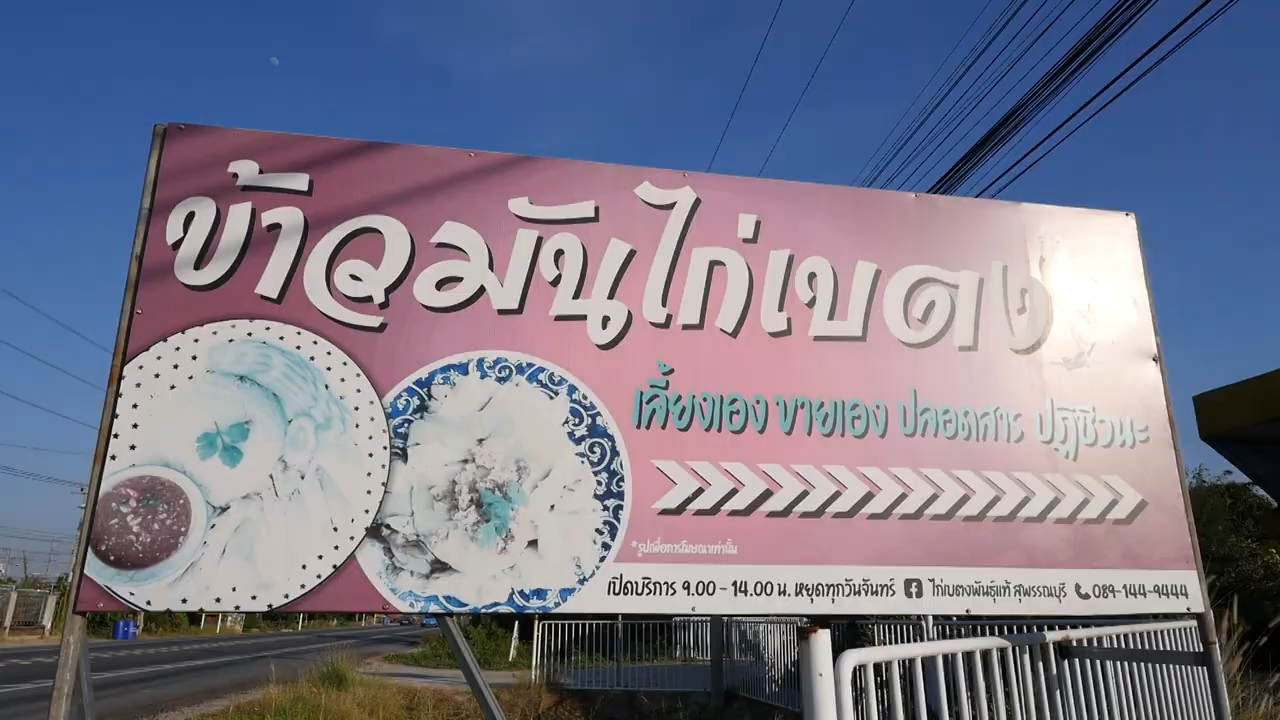 ข้าวมันไก่เบตง
เลี้ยงเอง ขายเอง ปลอดสาร ปฏิชีวนะ
*รูปเพื่อการโฆษณาเท่านั้น
เปิดบริการ 9.00 - 14.00 น. หยุดทุกวันจันทร์ ไก่เบตงพันธุ์แท้ สุพรรณบุรี 089-144-9444